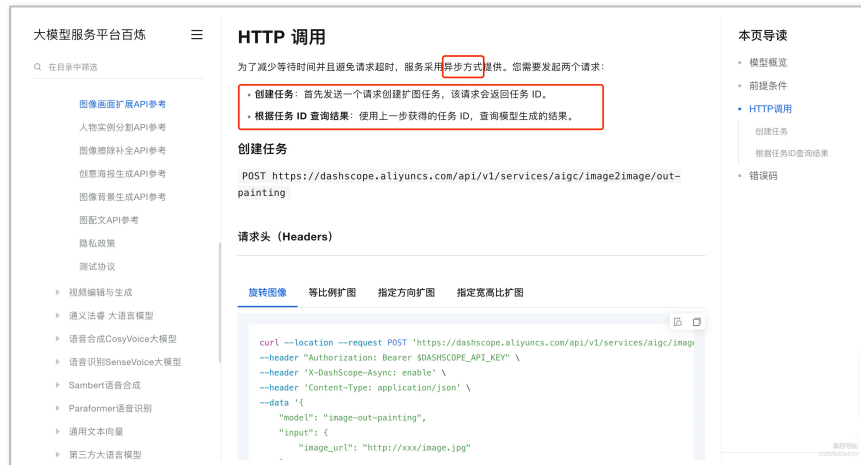 大模型服务平台百炼
在目录中筛选
图像画面扩展API参考
人物实例分割API参考
图像擦除补全API参考
创意海报生成API参考
图像背景生成API参考
图配文API参考
隐私政策
测试协议
视频编辑与生成
通义法睿 大语言模型
语音合成CosyVoice大模型
语音识别SenseVoice大模型
Sambert语音合成
Paraformer语音识别
通用文本向量
第三方大语言模型
HTTP 调用
为了减少等待时间并且避免请求超时，服务采用异步方式提供。您需要发起两个请求：
• 创建任务：首先发送一个请求创建扩图任务，该请求会返回任务 ID。
• 根据任务 ID 查询结果：使用上一步获得的任务 ID，查询模型生成的结果。
创建任务
POST https://dashscope.aliyuncs.com/api/v1/services/aigc/image2image/out-
painting
请求头（Headers）
旋转图像 等比例扩图 指定方向扩图 指定宽高比扩图
curl --location --request POST 'https://dashscope.aliyuncs.com/api/v1/services/aigc/image
--header "Authorization: Bearer $DASHSCOPE_API_KEY" \
--header 'X-DashScope-Async: enable' \
--header 'Content-Type: application/json' \
--data '{
"model": "image-out-painting",
"input": {
"image_url": "http://xxx/image.jpg"
本页导读
模型概览
前提条件
HTTP调用
创建任务
根据任务ID查询结果
错误码